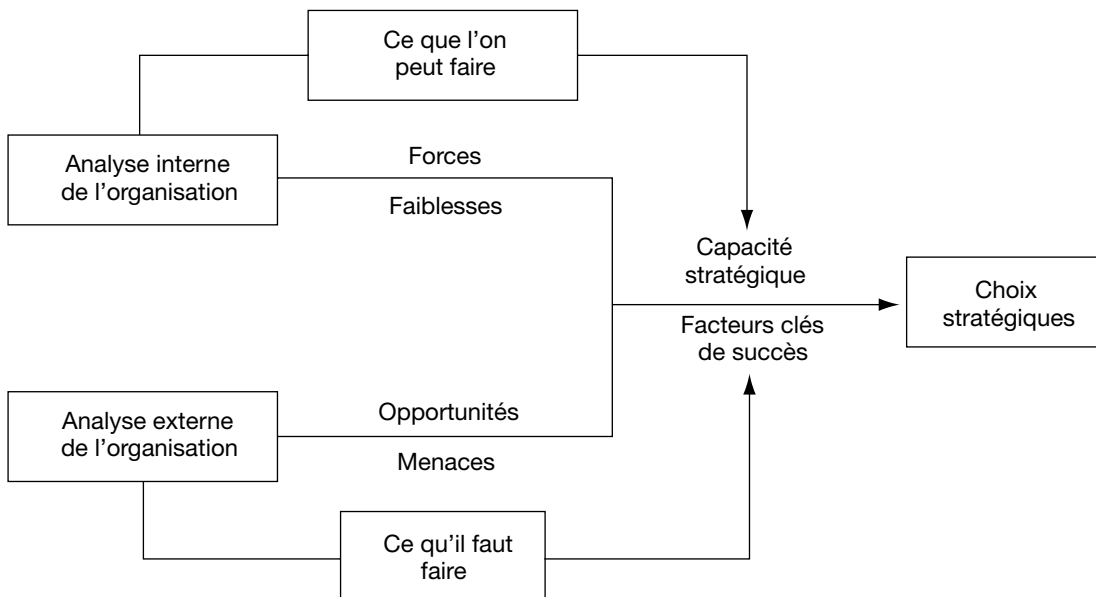 Ce que l'on
peut faire
Analyse interne
de l'organisation
Forces
Faiblesses
Capacité
stratégique
Choix
stratégiques
Facteurs clés
de succès
Analyse externe
de l'organisation
Opportunités
Menaces
Ce qu'il faut
faire